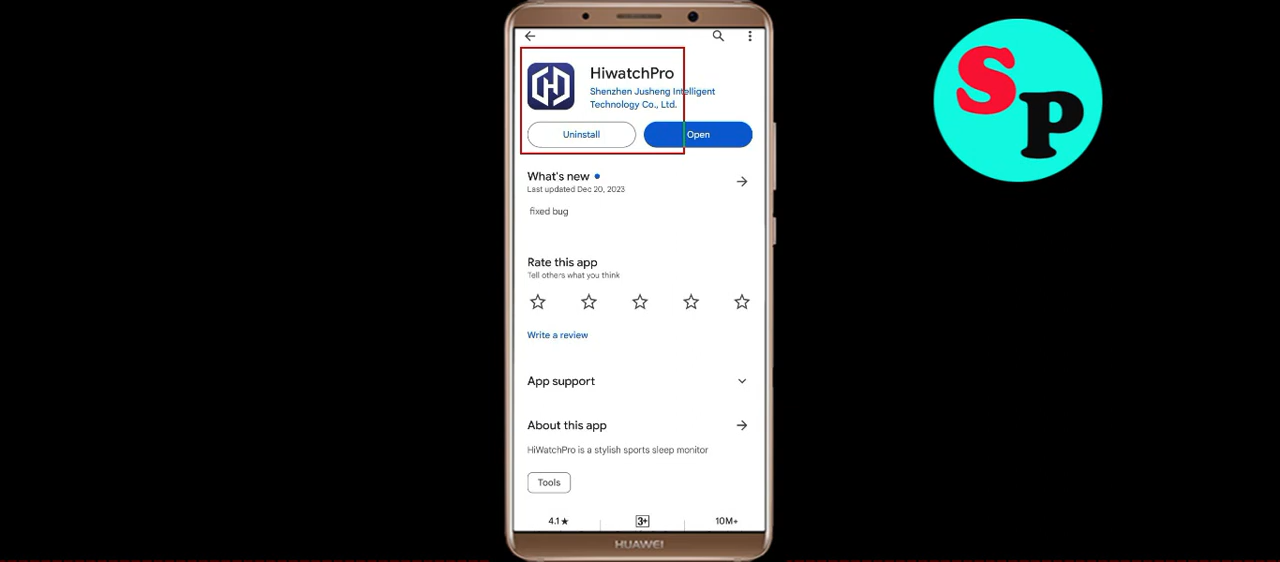 HiwatchPro
Shenzhen Jusheng Intelligent
Technology Co., Ltd.
Uninstall
Open
What's new
Last updated Dec 20, 2023
fixed bug
Rate this app
Tell others what you think
Write a review
App support
About this app
HiWatchPro is a stylish sports sleep monitor
Tools
4.1★
3+
10M+
HUAWEI
SP